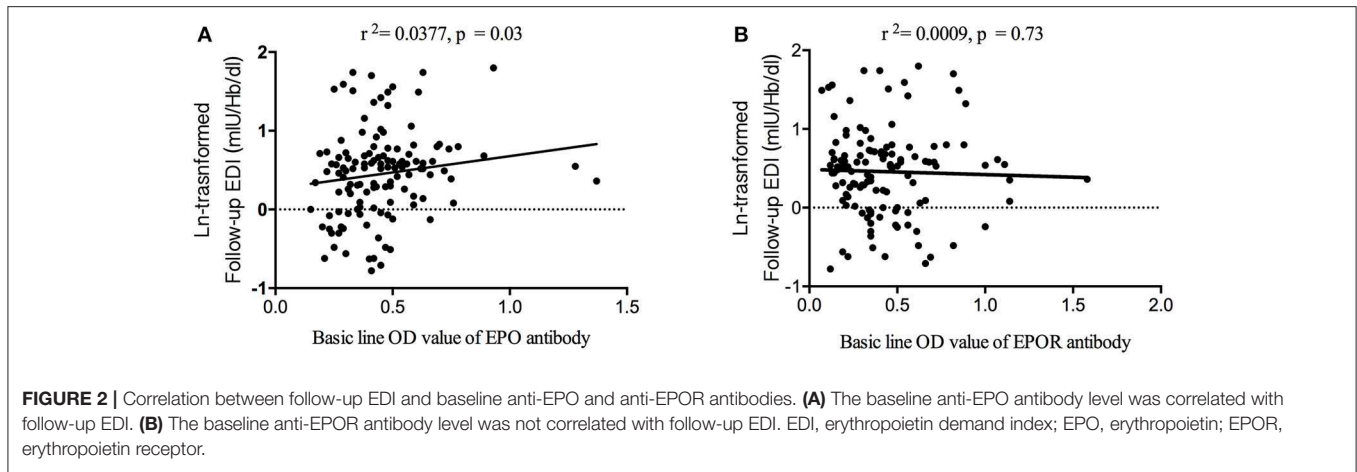 A
r² = 0.0377, p = 0.03
Ln-trasnformed
Follow-up EDI (mIU/Hb/dl)
2
1
0
-1
0.0
0.5
1.0
1.5
Basic line OD value of EPO antibody
B
r² = 0.0009, p = 0.73
Ln-trasnformed
Follow-up EDI (mIU/Hb/dl)
2
1
0
-1
0.0
0.5
1.0
1.5
2.0
Basic line OD value of EPOR antibody
FIGURE 2 | Correlation between follow-up EDI and baseline anti-EPO and anti-EPOR antibodies. (A) The baseline anti-EPO antibody level was correlated with
follow-up EDI. (B) The baseline anti-EPOR antibody level was not correlated with follow-up EDI. EDI, erythropoietin demand index; EPO, erythropoietin; EPOR,
erythropoietin receptor.